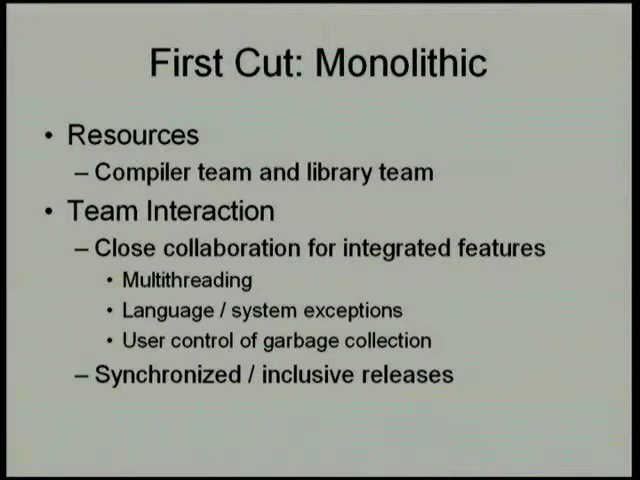 First Cut: Monolithic
• Resources
– Compiler team and library team
• Team Interaction
– Close collaboration for integrated features
• Multithreading
• Language / system exceptions
• User control of garbage collection
– Synchronized / inclusive releases